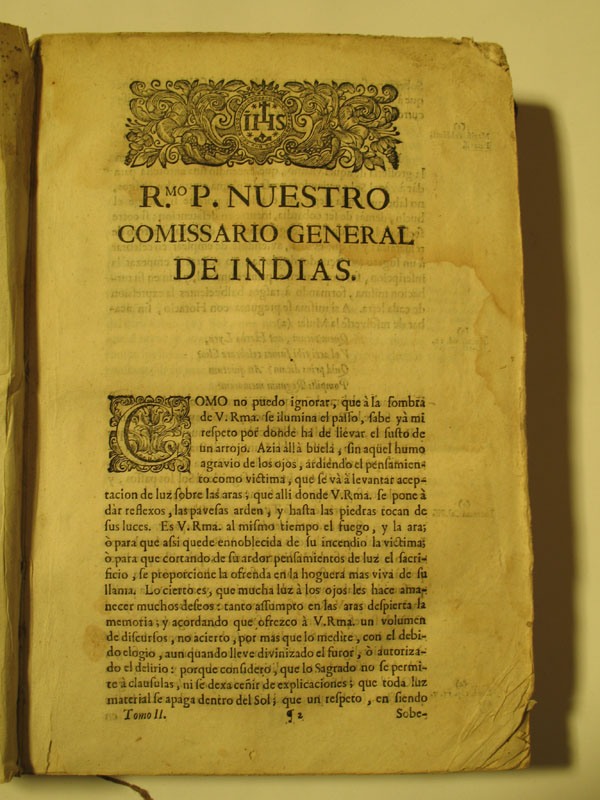 IHS
R.MO P. NUESTRO
COMISSARIO GENERAL
DE INDIAS.
COMO no puedo ignorar, que à la sombra
de V. Rma. se ilumina el passo, sabe yà mi
respeto por donde há de llevar el susto de
un arrojo. Azia allà buela, sin aquel humo
agravio de los ojos, ardiendo el pensamien-
to como victima, que se và à levantar acep-
tacion de luz sobre las aras; que alli donde V. Rma. se pone à
dàr reflexos, las pavesas arden, y hasta las piedras tocan de
sus luces. Es V. Rma. al mismo tiempo el fuego, y la ara;
ò para que assi quede ennoblecida de su incendio la victima;
ò para que cortando de su ardor pensamientos de luz el sacri-
ficio, se proporcione la ofrenda en la hoguera mas viva de su
llama. Lo cierto es, que mucha lùz à los ojos les hace ama-
necer muchos deseos: tanto assumpto en las aras despierta la
memoria; y acordando que ofrezco à V. Rma. un volumen
de discursos, no acierto, por màs que lo medite, con el debi-
do elogio, aun quando lleve divinizado el furor, ò autoriza-
do el delirio: porque considero, que lo Sagrado no se permi-
te à clausulas, ni se dexa ceñir de explicaciones; que toda luz
material se apaga dentro del Sol; que un respeto, en siendo
Tomo II. ¶ 2 Sobe-